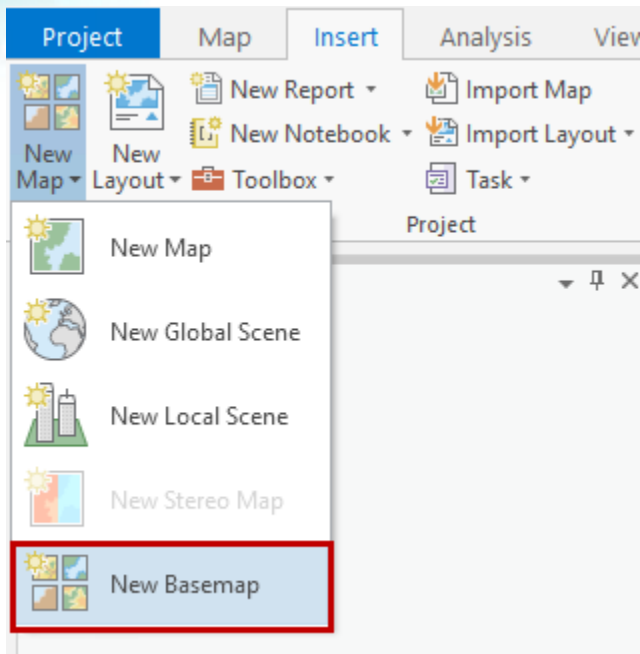 Project Map Insert Analysis View
New Report Import Map
New Notebook Import Layout
New Map New Layout Toolbox Task
Project
New Map
New Global Scene
New Local Scene
New Stereo Map
New Basemap